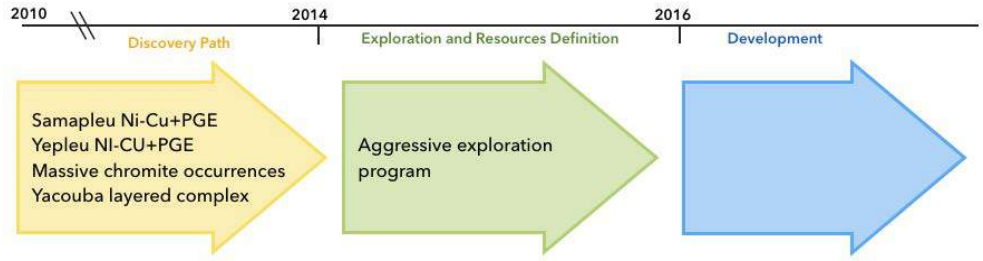 2010
2014
2016
Discovery Path
Exploration and Resources Definition
Development
Samapleu Ni-Cu+PGE
Yepleu NI-CU+PGE
Massive chromite occurrences
Yacouba layered complex
Aggressive exploration
program